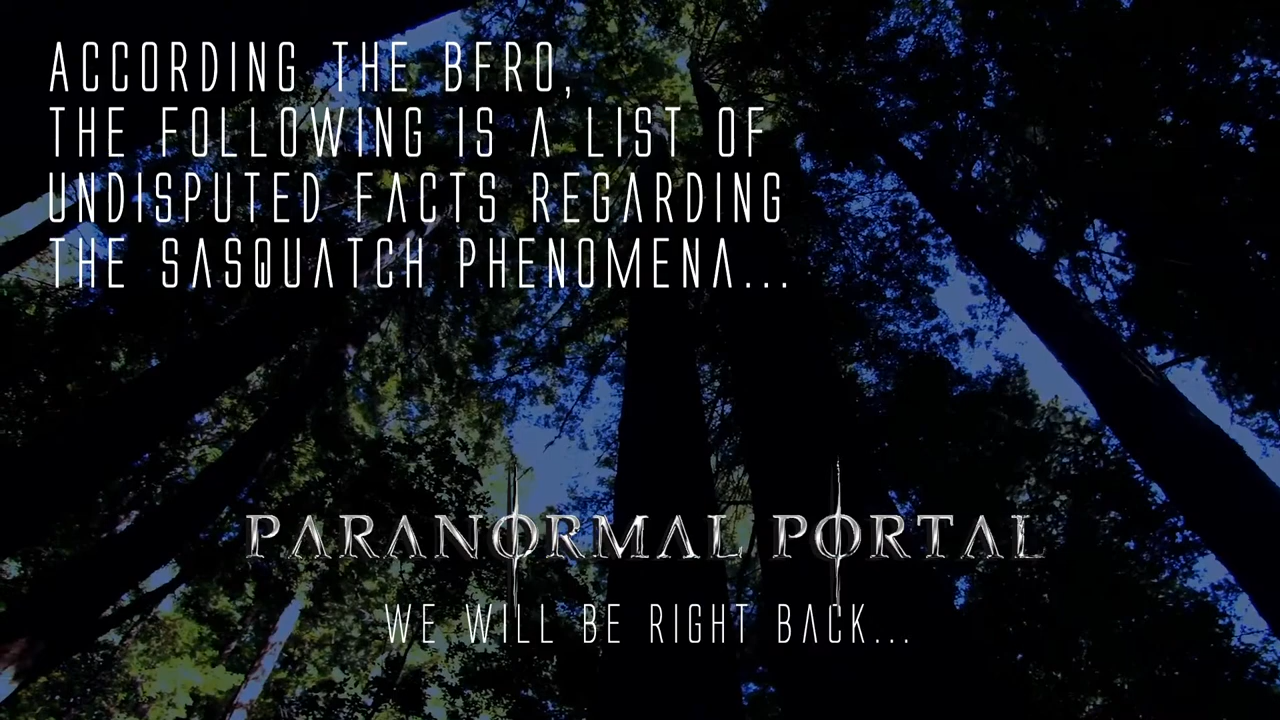 ACCORDING THE BFRO,
THE FOLLOWING IS A LIST OF
UNDISPUTED FACTS REGARDING
THE SASQUATCH PHENOMENA...
PARANORMAL PORTAL
WE WILL BE RIGHT BACK...